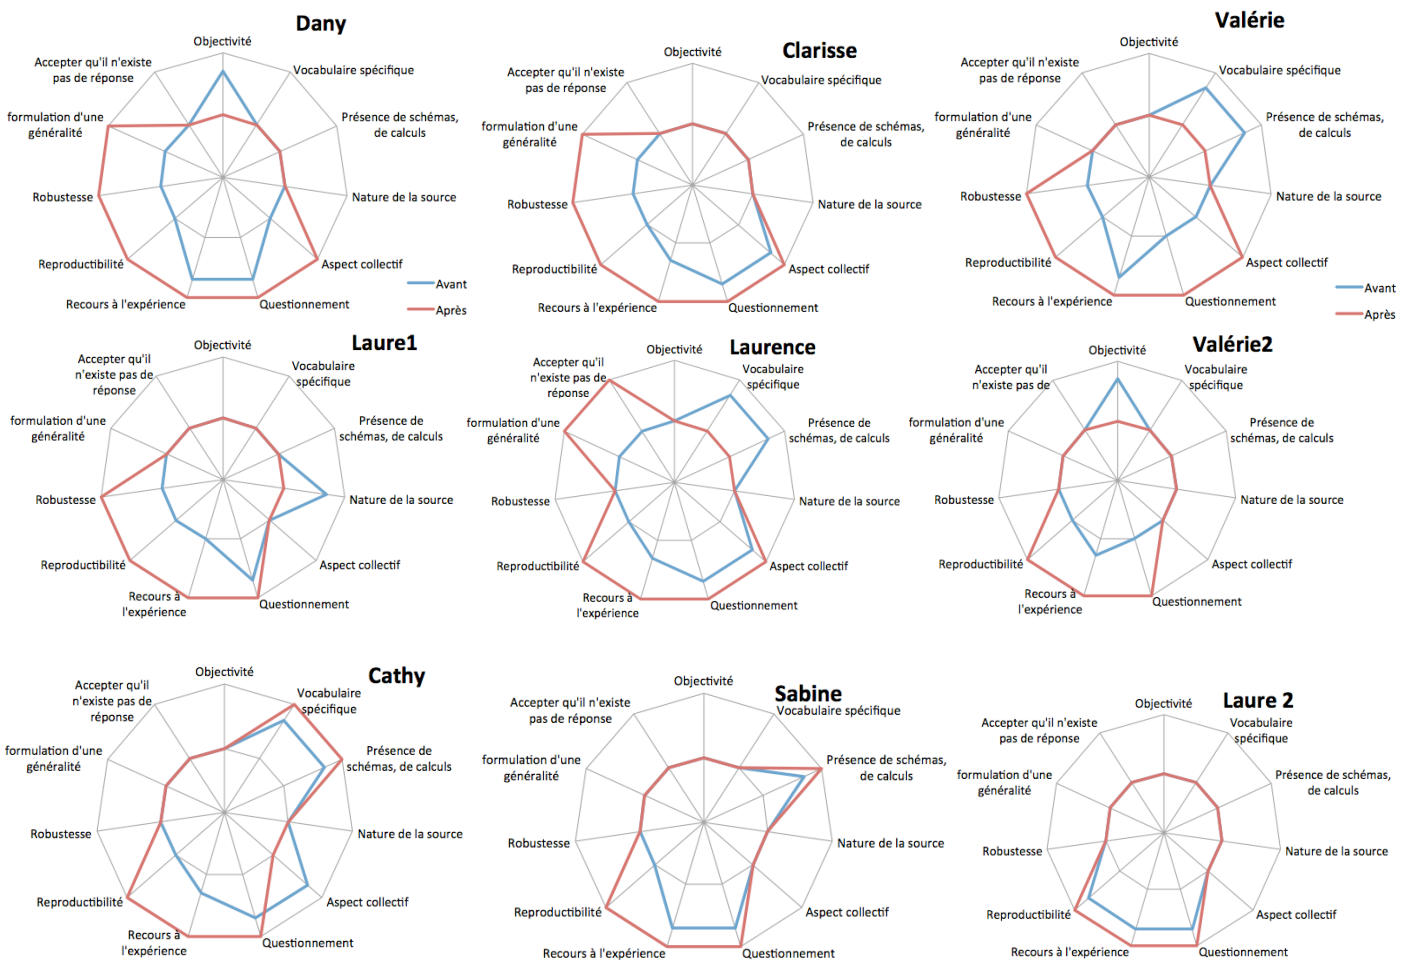 Dany
Objectivité
Accepter qu'il n'existe
pas de réponse
Vocabulaire spécifique
formulation d'une
généralité
Présence de schémas,
de calculs
Robustesse
Nature de la source
Reproductibilité
Aspect collectif
Recours à l'expérience
Questionnement
Avant
Après
Clarisse
Objectivité
Accepter qu'il n'existe
pas de réponse
Vocabulaire spécifique
formulation d'une
généralité
Présence de schémas,
de calculs
Robustesse
Nature de la source
Reproductibilité
Aspect collectif
Recours à l'expérience
Questionnement
Valérie
Objectivité
Accepter qu'il n'existe
pas de réponse
Vocabulaire spécifique
formulation d'une
généralité
Présence de schémas,
de calculs
Robustesse
Nature de la source
Reproductibilité
Aspect collectif
Recours à l'expérience
Questionnement
Avant
Après
Laure1
Objectivité
Accepter qu'il
n'existe pas de
réponse
Vocabulaire
spécifique
formulation d'une
généralité
Présence de
schémas, de calculs
Robustesse
Nature de la source
Reproductibilité
Aspect collectif
Recours à
l'expérience
Questionnement
Laurence
Objectivité
Accepter qu'il
n'existe pas de
réponse
Vocabulaire
spécifique
formulation d'une
généralité
Présence de
schémas, de calculs
Robustesse
Nature de la source
Reproductibilité
Aspect collectif
Recours à
l'expérience
Questionnement
Valérie2
Objectivité
Accepter qu'il
n'existe pas de
Vocabulaire
spécifique
formulation d'une
généralité
Présence de
schémas, de calculs
Robustesse
Nature de la source
Reproductibilité
Aspect collectif
Recours à
l'expérience
Questionnement
Cathy
Objectivité
Accepter qu'il
n'existe pas de
réponse
Vocabulaire
spécifique
formulation d'une
généralité
Présence de
schémas, de calculs
Robustesse
Nature de la source
Reproductibilité
Aspect collectif
Recours à
l'expérience
Questionnement
Sabine
Objectivité
Accepter qu'il n'existe
pas de réponse
Vocabulaire spécifique
formulation d'une
généralité
Présence de schémas,
de calculs
Robustesse
Nature de la source
Reproductibilité
Aspect collectif
Recours à l'expérience
Questionnement
Laure 2
Objectivité
Accepter qu'il n'existe
pas de réponse
Vocabulaire
spécifique
formulation d'une
généralité
Présence de schémas,
de calculs
Robustesse
Nature de la source
Reproductibilité
Aspect collectif
Recours à l'expérience
Questionnement